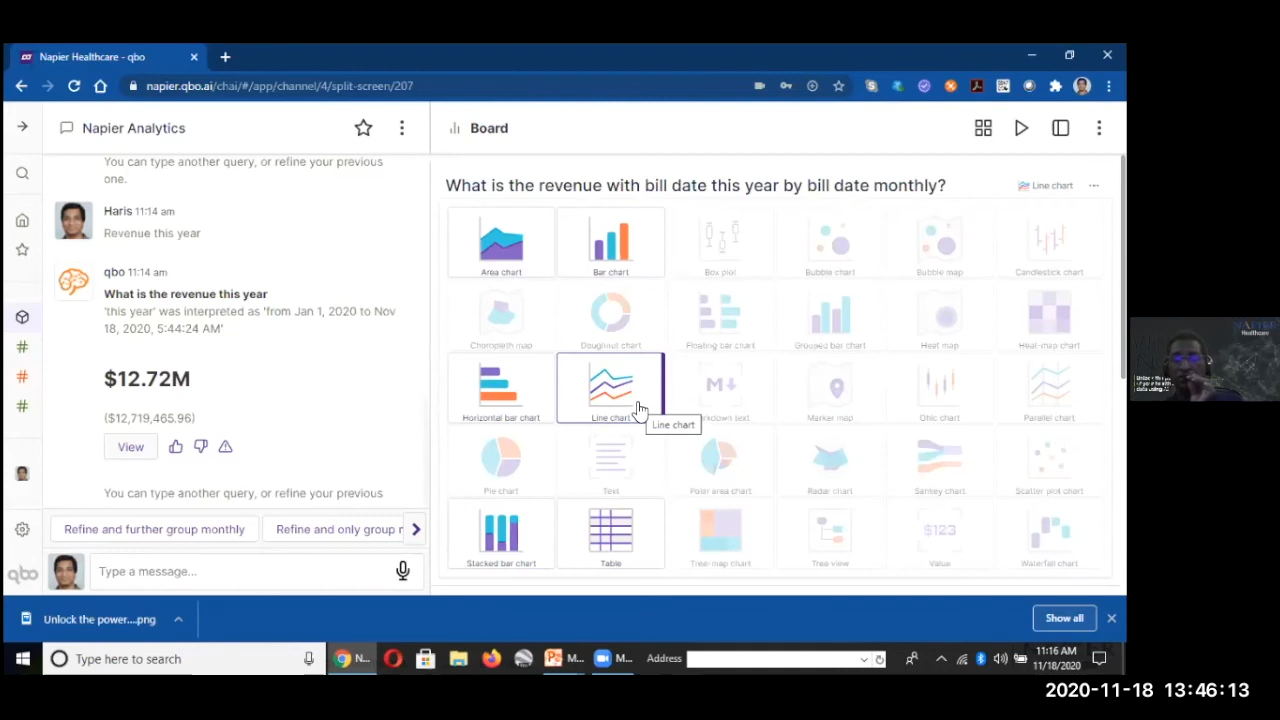 Napier Healthcare - qbo
napier.qbo.ai/chai/#/app/channel/4/split-screen/207
Napier Analytics
You can type another query, or refine your previous
one.
Haris 11:14 am
Revenue this year
qbo 11:14 am
What is the revenue this year
'this year' was interpreted as 'from Jan 1, 2020 to Nov
18, 2020, 5:44:24 AM'
$12.72M
($12,719,465.96)
View
You can type another query, or refine your previous
Refine and further group monthly
Refine and only group r
qbo
Type a message...
Board
What is the revenue with bill date this year by bill date monthly?
Line chart
Area chart
Bar chart
Box plot
Bubble chart
Bubble map
Candlestick chart
Choropleth map
Doughnut chart
Floating bar chart
Grouped bar chart
Heat map
Heat-map chart
Horizontal bar chart
Line chart
Line chart
rkdown text
Marker map
Ohlc chart
Parallel chart
Pie chart
Text
Polar area chart
Radar chart
Sankey chart
Scatter plot chart
Stacked bar chart
Table
Tree-map chart
Tree view
$123
Value
Waterfall chart
NAPIER
Healthcare
Unlock the power....png
Show all
Type here to search
N...
M...
M...
Address
11:16 AM
11/18/2020
2020-11-18 13:46:13